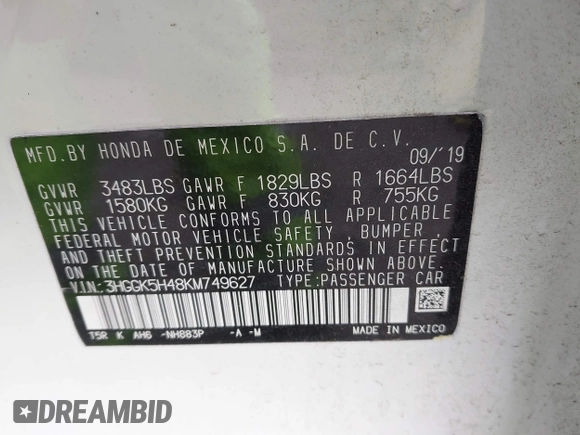 MFD.BY HONDA DE MEXICO S.A. DE C.V.
09/'19
GVWR 3483LBS GAWR F 1829LBS R 1664LBS
GVWR 1580KG GAWR F 830KG R 755KG
THIS VEHICLE CONFORMS TO ALL APPLICABLE
FEDERAL MOTOR VEHICLE SAFETY, BUMPER,
AND THEFT PREVENTION STANDARDS IN EFFECT
ON THE DATE OF MANUFACTURE SHOWN ABOVE.
V.I.N.:3HGGK5H48KM749627 TYPE:PASSENGER CAR
T5R K AH6 -NH883P -A -M
MADE IN MEXICO
DREAMBID